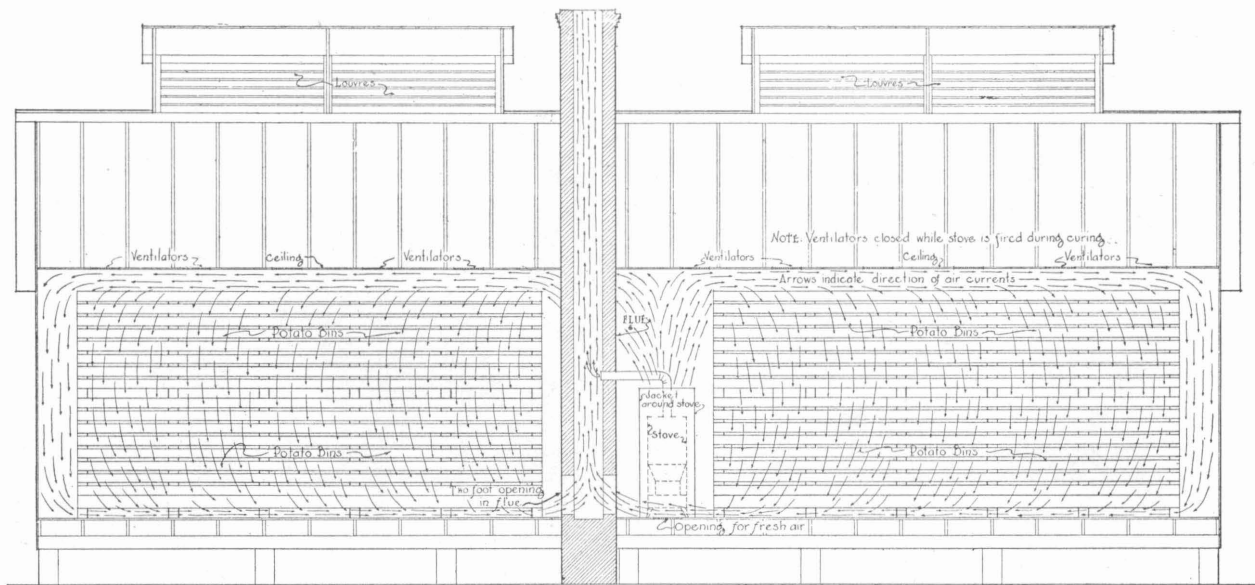 Louvres
Louvres
NOTE: Ventilators closed while stove is fired during curing.
Ventilators
Ceiling
Ventilators
Ventilators
Ceiling
Ventilators
Arrows indicate direction of air currents
FLUE
Potato Bins
Potato Bins
Jacket
around stove
Stove
Potato Bins
Potato Bins
Two foot opening
in flue
Opening for fresh air